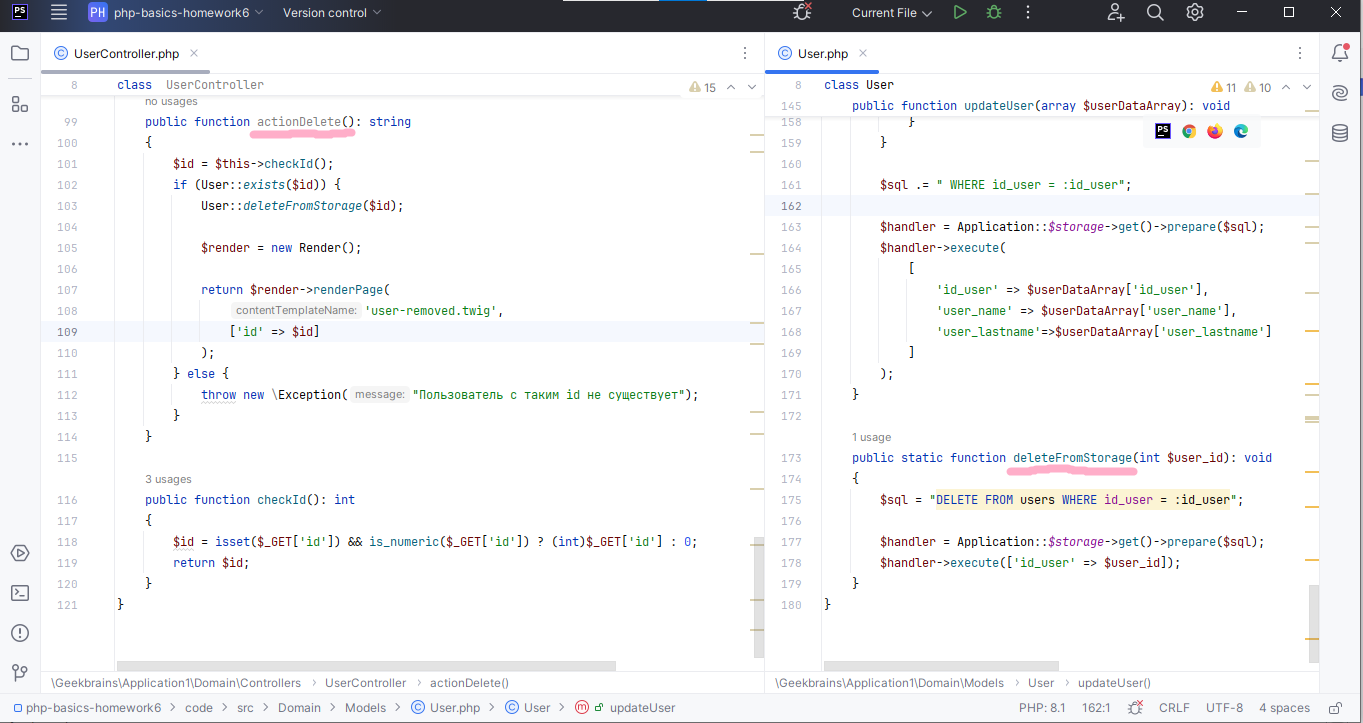 PS
PH php-basics-homework6
Version control
Current File
UserController.php
8 class UserController
15
no usages
99 public function actionDelete(): string
100 {
101 $id = $this->checkId();
102 if (User::exists($id)) {
103 User::deleteFromStorage($id);
104
105 $render = new Render();
106
107 return $render->renderPage(
108 contentTemplateName: 'user-removed.twig',
109 ['id' => $id]
110 );
111 } else {
112 throw new \Exception( message: "Пользователь с таким id не существует");
113 }
114 }
115
3 usages
116 public function checkId(): int
117 {
118 $id = isset($_GET['id']) && is_numeric($_GET['id']) ? (int)$_GET['id'] : 0;
119 return $id;
120 }
121 }
\Geekbrains\Application1\Domain\Controllers > UserController > actionDelete()
User.php
8 class User
11 10
145 public function updateUser(array $userDataArray): void
158 }
PS
159 }
160
161 $sql .= " WHERE id_user = :id_user";
162
163 $handler = Application::$storage->get()->prepare($sql);
164 $handler->execute(
165 [
166 'id_user' => $userDataArray['id_user'],
167 'user_name' => $userDataArray['user_name'],
168 'user_lastname'=>$userDataArray['user_lastname']
169 ]
170 );
171 }
172
1 usage
173 public static function deleteFromStorage(int $user_id): void
174 {
175 $sql = "DELETE FROM users WHERE id_user = :id_user";
176
177 $handler = Application::$storage->get()->prepare($sql);
178 $handler->execute(['id_user' => $user_id]);
179 }
180 }
\Geekbrains\Application1\Domain\Models > User > updateUser()
php-basics-homework6 > code > src > Domain > Models > User.php > User > updateUser
PHP: 8.1 162:1 CRLF UTF-8 4 spaces